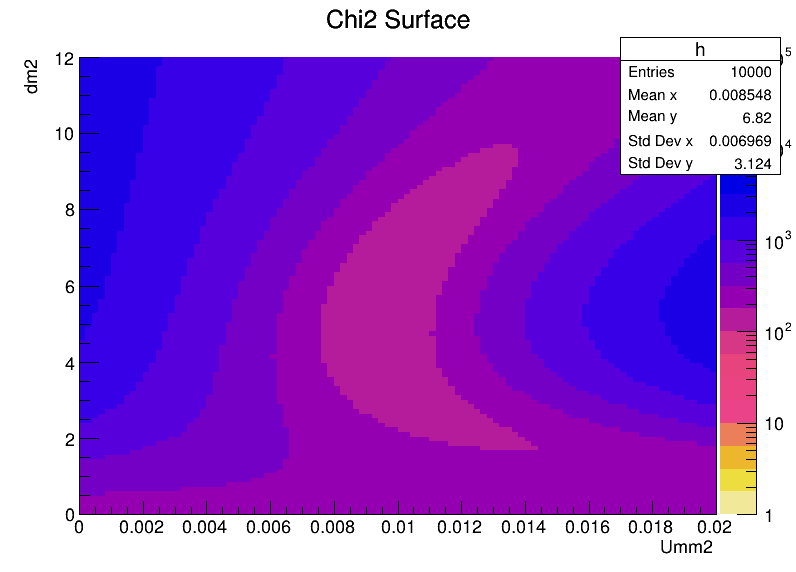 Chi2 Surface
h
Entries 10000
Mean x 0.008548
Mean y 6.82
Std Dev x 0.006969
Std Dev y 3.124
dm2
12
10
8
6
4
2
0
0 0.002 0.004 0.006 0.008 0.01 0.012 0.014 0.016 0.018 0.02
Umm2
5
4
10³
10²
10
1